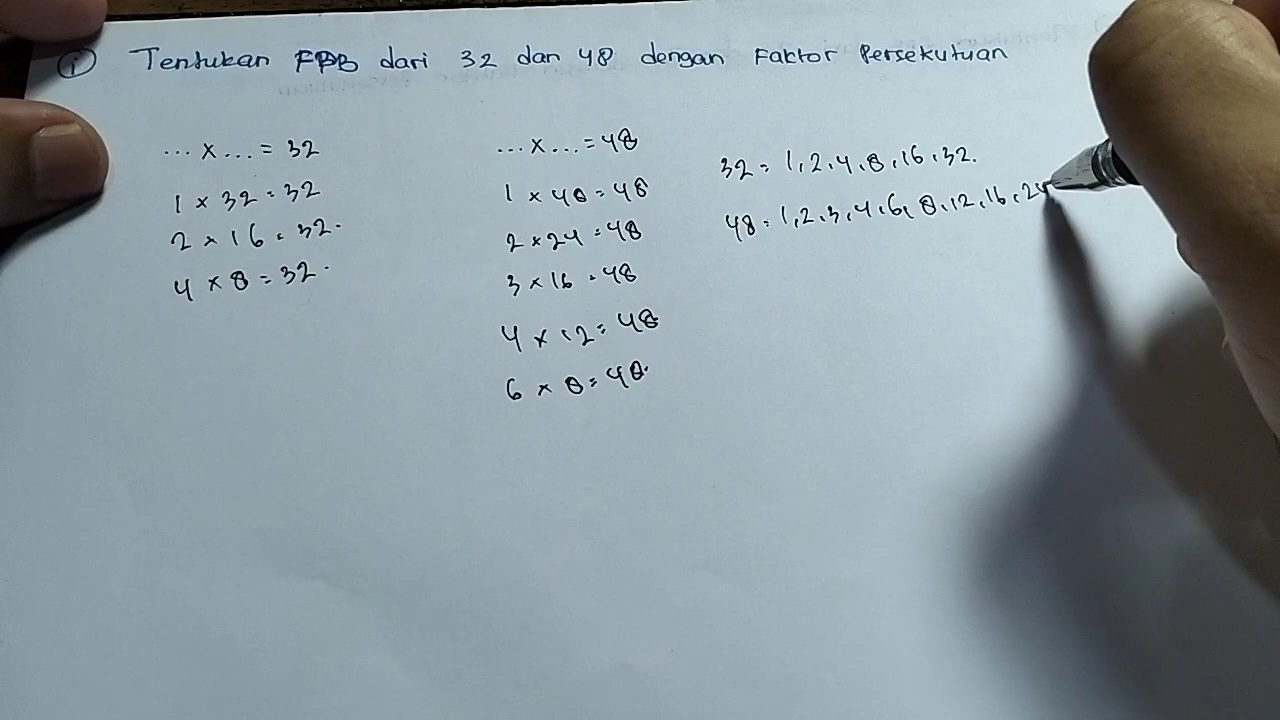 ① Tentukan FPB dari 32 dan 48 dengan Faktor Persekutuan
... x ... = 32
1 x 32 = 32
2 x 16 = 32.
4 x 8 = 32.
... x ... = 48
1 x 48 = 48
2 x 24 = 48
3 x 16 = 48
4 x 12 = 48
6 x 8 = 48.
32 = 1, 2, 4, 8, 16, 32.
48 = 1, 2, 3, 4, 6, 8, 12, 16, 24